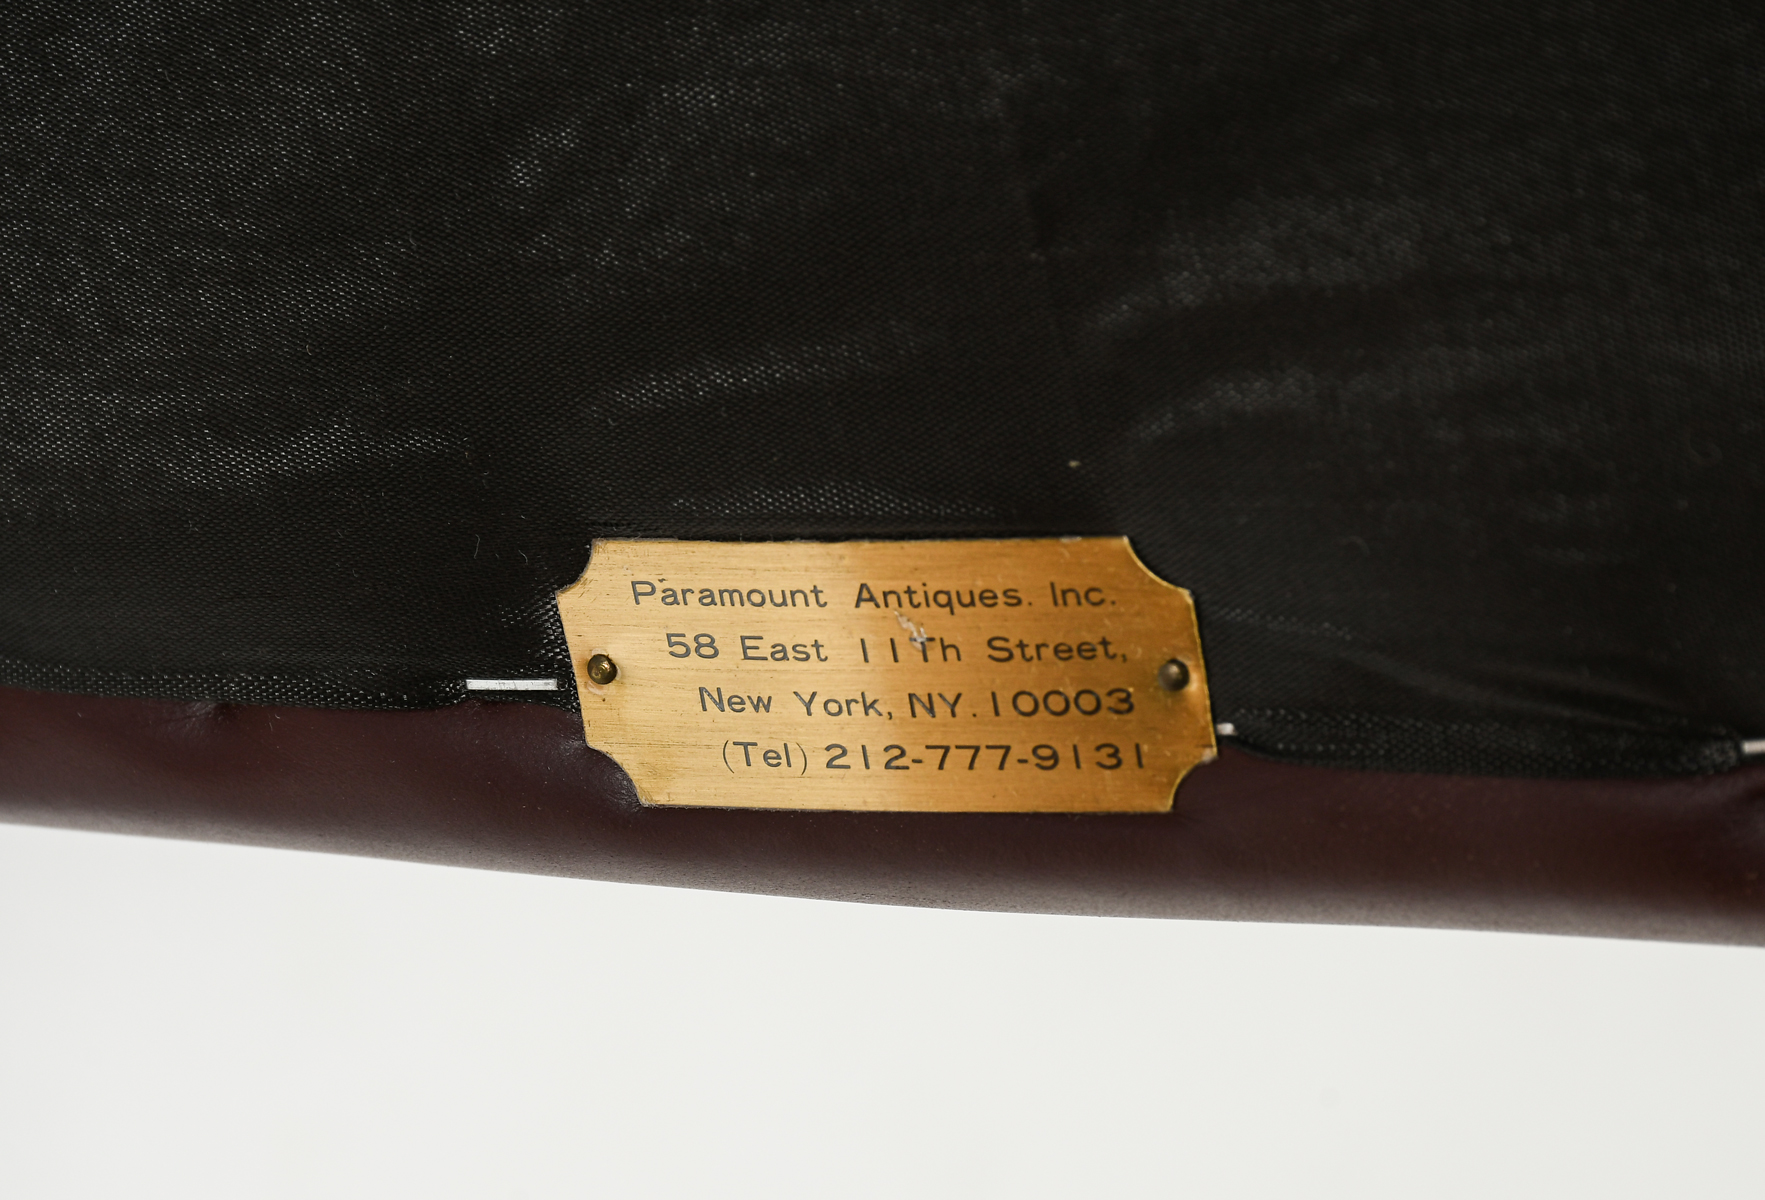 Paramount Antiques. Inc.
58 East 11Th Street,
New York, NY. 10003
(Tel) 212-777-9131